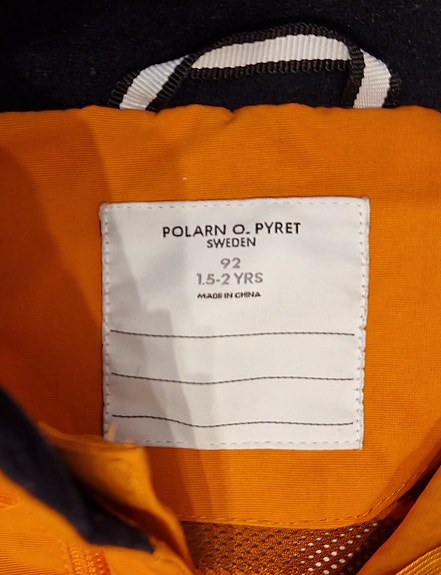 POLARN O. PYRET
SWEDEN
92
1.5-2 YRS
MADE IN CHINA